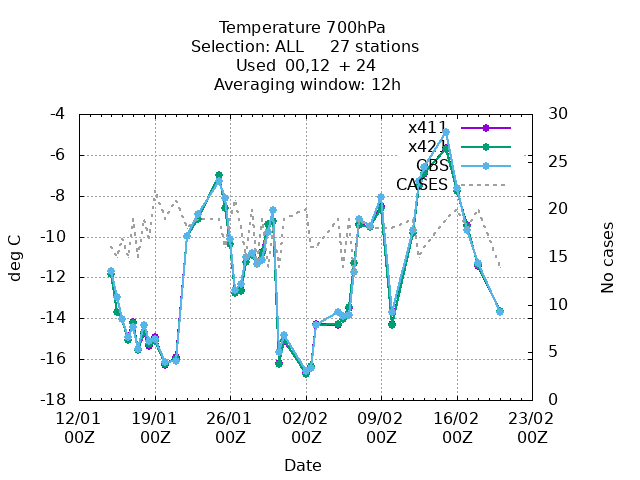 Temperature 700hPa
Selection: ALL 27 stations
Used 00,12 + 24
Averaging window: 12h
-4 30
x411
x421
-6 25
OBS
CASES
-8 20
-10 15
-12
-14 10
-16 5
-18 0
deg C
No cases
12/01 19/01 26/01 02/02 09/02 16/02 23/02
00Z 00Z 00Z 00Z 00Z 00Z 00Z
Date